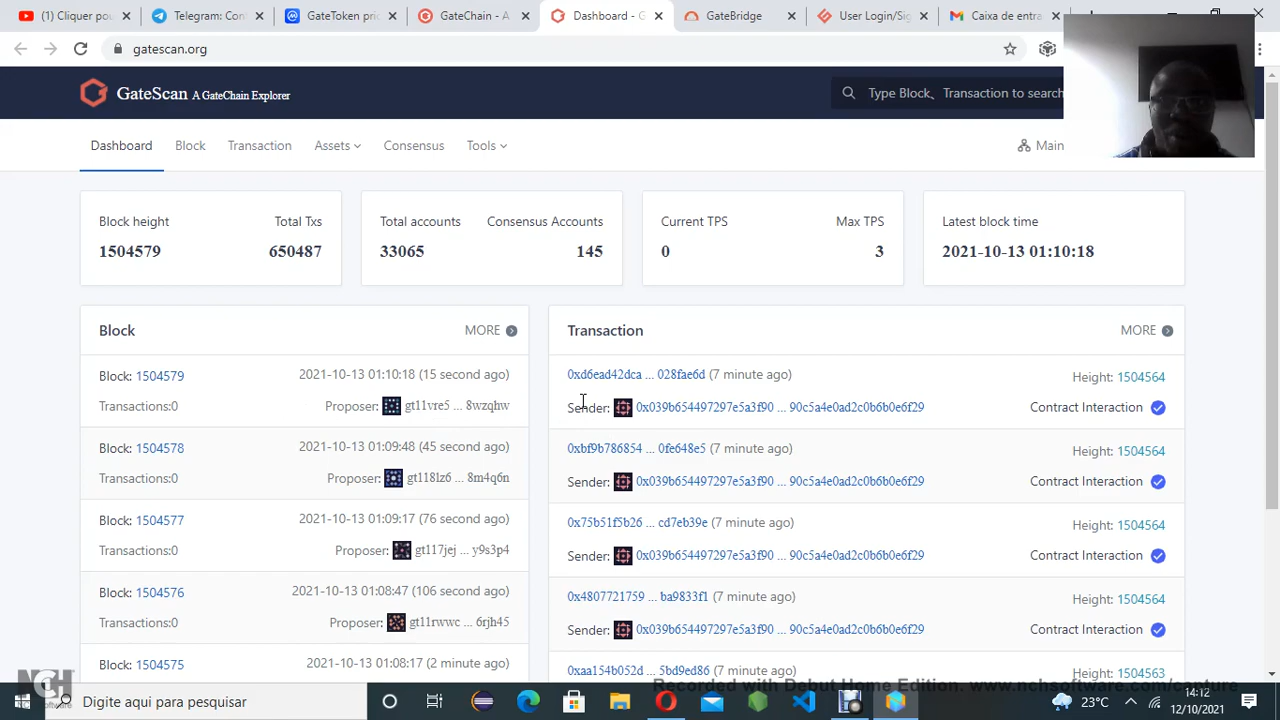 (1) Cliquer pou
Telegram: Con
GateToken pric
GateChain - A
Dashboard - G
GateBridge
User Login/Sig
Caixa de entra
gatescan.org
GateScan A GateChain Explorer
Type Block、 Transaction to search
Dashboard Block Transaction Assets Consensus Tools Main
Block height Total Txs
1504579 650487
Total accounts Consensus Accounts
33065 145
Current TPS Max TPS
0 3
Latest block time
2021-10-13 01:10:18
Block MORE
Block: 1504579 2021-10-13 01:10:18 (15 second ago)
Transactions:0 Proposer: gt11vre5 ... 8wzqhw
Block: 1504578 2021-10-13 01:09:48 (45 second ago)
Transactions:0 Proposer: gt118lz6 ... 8m4q6n
Block: 1504577 2021-10-13 01:09:17 (76 second ago)
Transactions:0 Proposer: gt117jej ... y9s3p4
Block: 1504576 2021-10-13 01:08:47 (106 second ago)
Transactions:0 Proposer: gt11rwwc ... 6rjh45
Block: 1504575 2021-10-13 01:08:17 (2 minute ago)
Transaction MORE
0xd6ead42dca ... 028fae6d (7 minute ago) Height: 1504564
Sender: 0x039b654497297e5a3f90 ... 90c5a4e0ad2c0b6b0e6f29 Contract Interaction
0xbf9b786854 ... 0fe648e5 (7 minute ago) Height: 1504564
Sender: 0x039b654497297e5a3f90 ... 90c5a4e0ad2c0b6b0e6f29 Contract Interaction
0x75b51f5b26 ... cd7eb39e (7 minute ago) Height: 1504564
Sender: 0x039b654497297e5a3f90 ... 90c5a4e0ad2c0b6b0e6f29 Contract Interaction
0x4807721759 ... ba9833f1 (7 minute ago) Height: 1504564
Sender: 0x039b654497297e5a3f90 ... 90c5a4e0ad2c0b6b0e6f29 Contract Interaction
0xaa154b052d ... 5bd9ed86 (7 minute ago) Height: 1504563
Recorded with Debut Home Edition. www.nchsoftware.com/capture
NCH
Software
Digite aqui para pesquisar
23°C
14:12
12/10/2021